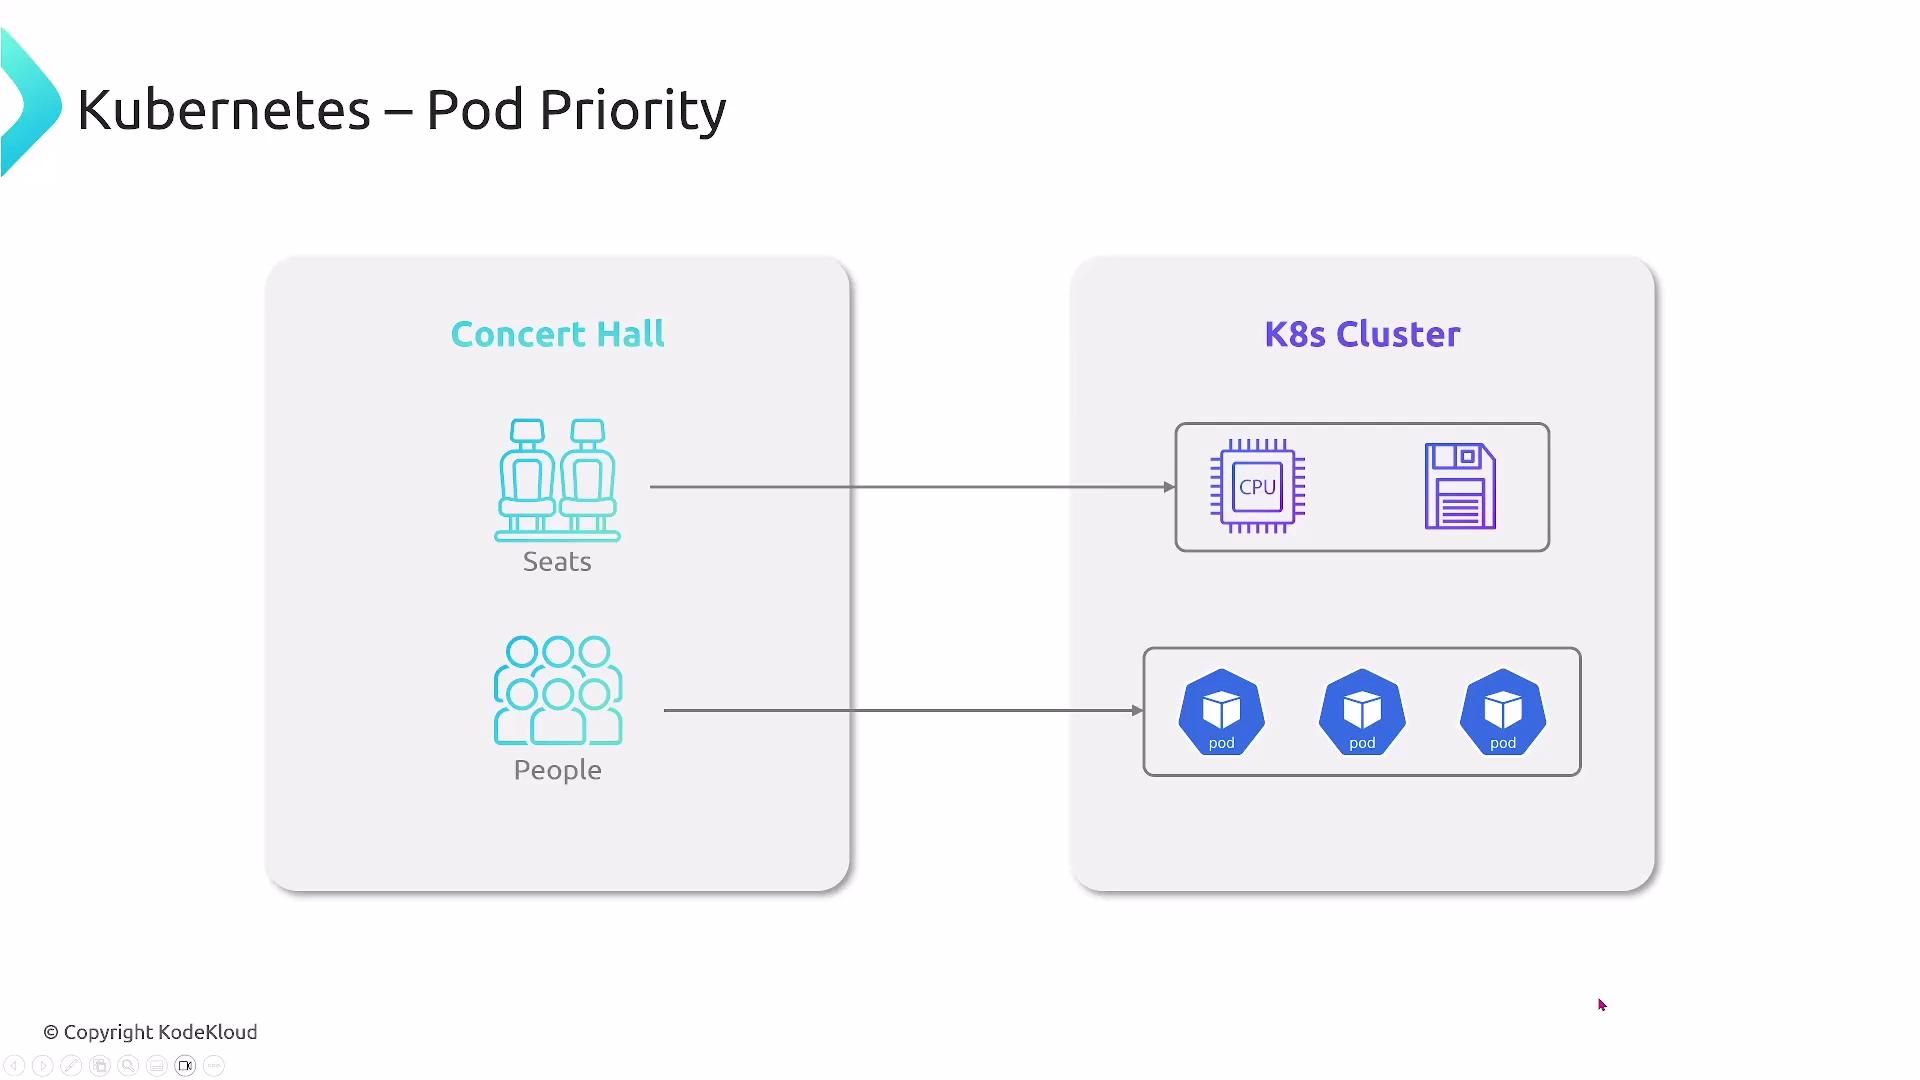 Kubernetes – Pod Priority
Concert Hall
Seats
People
K8s Cluster
CPU
pod
pod
pod
© Copyright KodeKloud